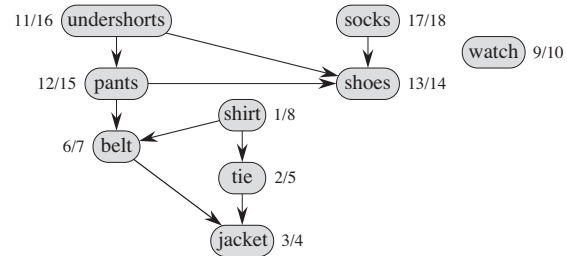 11/16 undershorts socks 17/18
watch 9/10
12/15 pants shoes 13/14
shirt 1/8
6/7 belt
tie 2/5
jacket 3/4